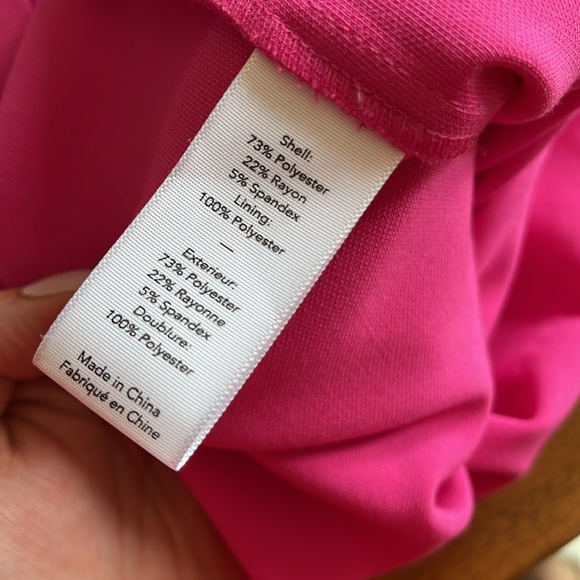 Shell:
73% Polyester
22% Rayon
5% Spandex
Lining:
100% Polyester
—
Exterieur:
73% Polyester
22% Rayonne
5% Spandex
Doublure:
100% Polyester
Made in China
Fabriqué en Chine